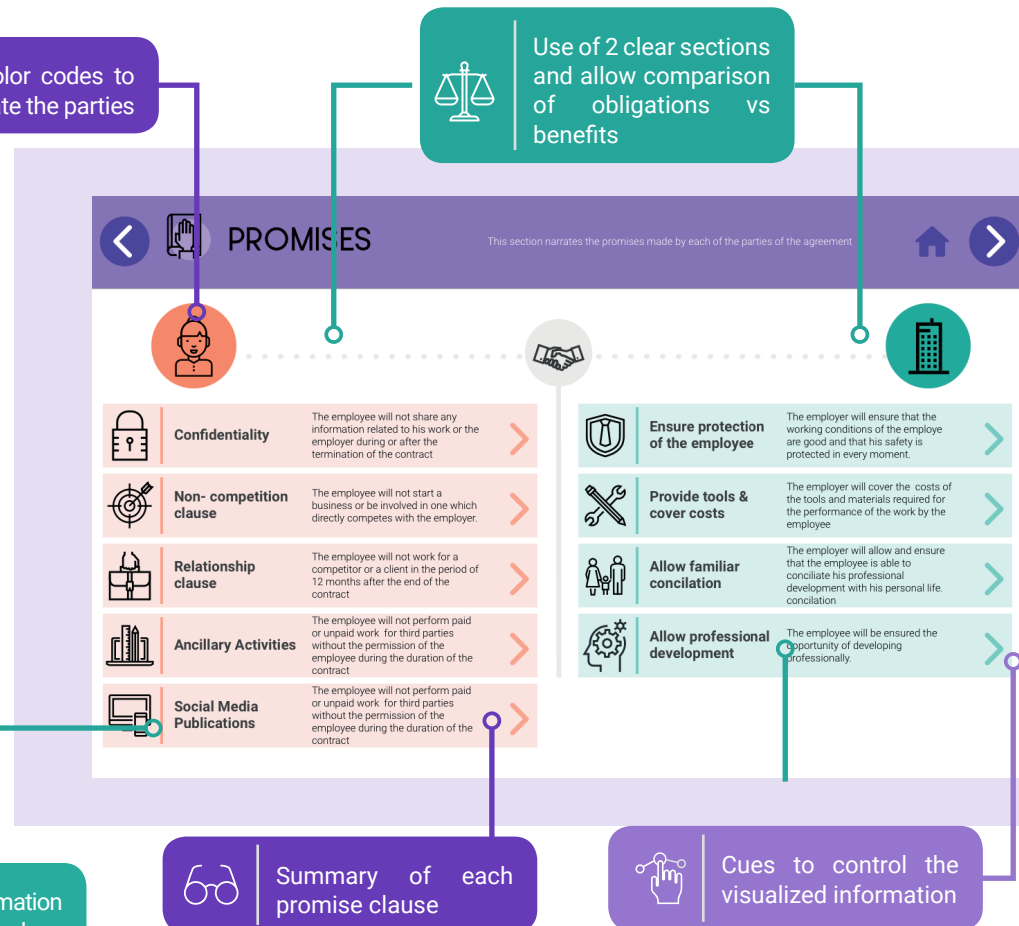 olor codes to
ate the parties
Use of 2 clear sections
and allow comparison
of obligations vs
benefits
PROMISES
This section narrates the promises made by each of the parties of the agreement
Confidentiality
The employee will not share any
information related to his work or the
employer during or after the
termination of the contract
Non- competition
clause
The employee will not start a
business or be involved in one which
directly competes with the employer.
Relationship
clause
The employee will not work for a
competitor or a client in the period of
12 months after the end of the
contract
Ancillary Activities
The employee will not perform paid
or unpaid work for third parties
without the permission of the
employee during the duration of the
contract
Social Media
Publications
The employee will not perform paid
or unpaid work for third parties
without the permission of the
employee during the duration of the
contract
Ensure protection
of the employee
The employer will ensure that the
working conditions of the employe
are good and that his safety is
protected in every moment.
Provide tools &
cover costs
The employer will cover the costs of
the tools and materials required for
the performance of the work by the
employee
Allow familiar
concilation
The employer will allow and ensure
that the employee is able to
conciliate his professional
development with his personal life.
concilation
Allow professional
development
The employee will be ensured the
opportunity of developing
professionally.
Summary of each
promise clause
Cues to control the
visualized information
mation